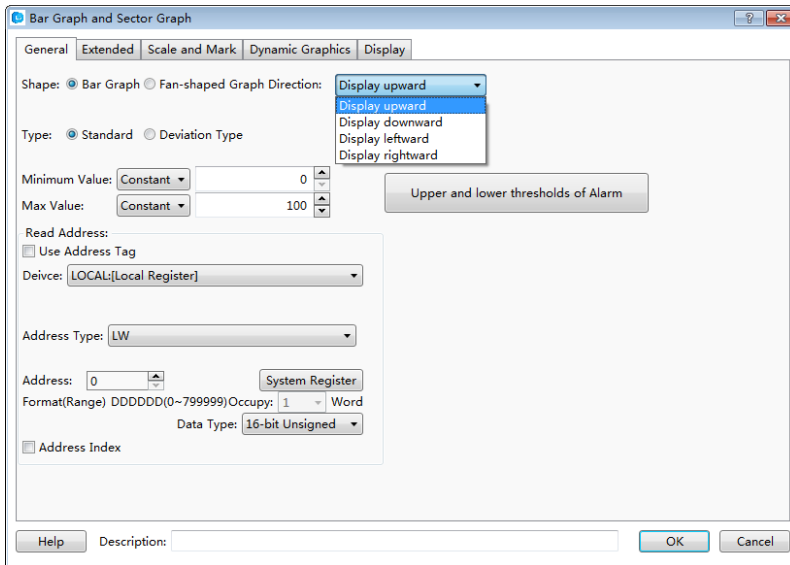 Bar Graph and Sector Graph
General Extended Scale and Mark Dynamic Graphics Display
Shape: Bar Graph Fan-shaped Graph Direction: Display upward
Display upward
Display downward
Display leftward
Display rightward
Type: Standard Deviation Type
Minimum Value: Constant 0
Max Value: Constant 100
Upper and lower thresholds of Alarm
Read Address:
Use Address Tag
Deivce: LOCAL:[Local Register]
Address Type: LW
Address: 0 System Register
Format(Range) DDDDDD(0~799999) Occupy: 1 Word
Data Type: 16-bit Unsigned
Address Index
Help Description: OK Cancel